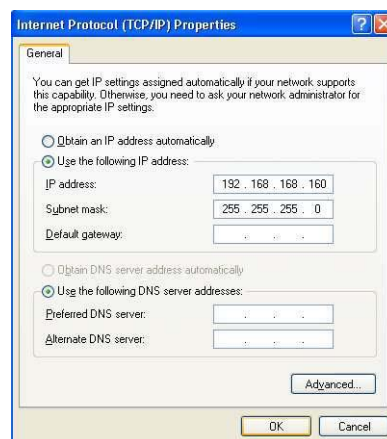 Internet Protocol (TCP/IP) Properties
General
You can get IP settings assigned automatically if your network supports
this capability. Otherwise, you need to ask your network administrator for
the appropriate IP settings.
Obtain an IP address automatically
Use the following IP address:
IP address: 192 . 168 . 168 . 160
Subnet mask: 255 . 255 . 255 . 0
Default gateway: . . .
Obtain DNS server address automatically
Use the following DNS server addresses:
Preferred DNS server: . . .
Alternate DNS server: . . .
Advanced...
OK Cancel